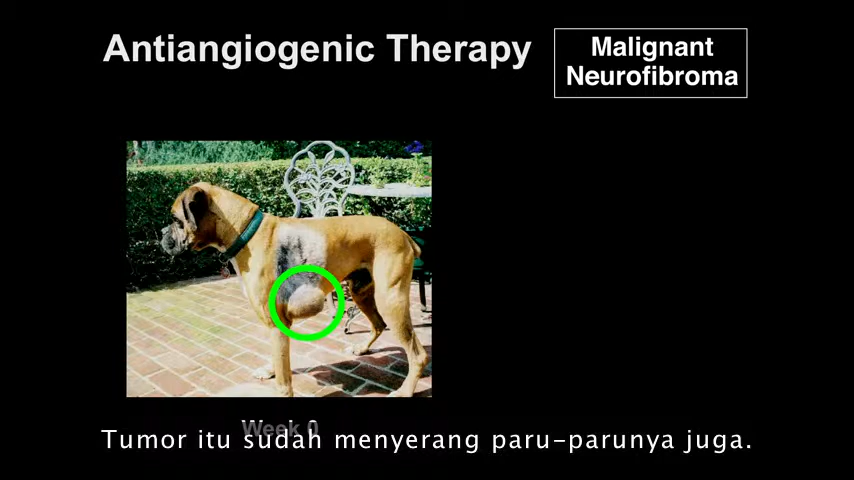 Antiangiogenic Therapy
Malignant
Neurofibroma
Week 0
Tumor itu sudah menyerang paru-parunya juga.